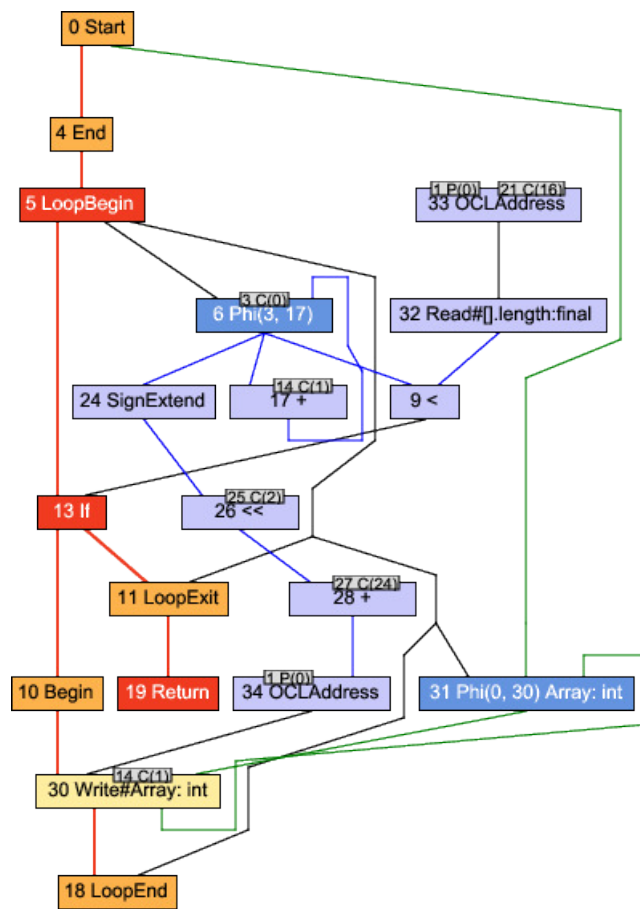 0 Start
4 End
5 LoopBegin
1 P(0) 21 C(16)
33 OCLAddress
3 C(0)
6 Phi(3, 17)
32 Read#[].length:final
24 SignExtend
14 C(1)
17 +
9 <
13 If
25 C(2)
26 <<
11 LoopExit
27 C(24)
28 +
10 Begin
19 Return
1 P(0)
34 OCLAddress
31 Phi(0, 30) Array: int
14 C(1)
30 Write#Array: int
18 LoopEnd